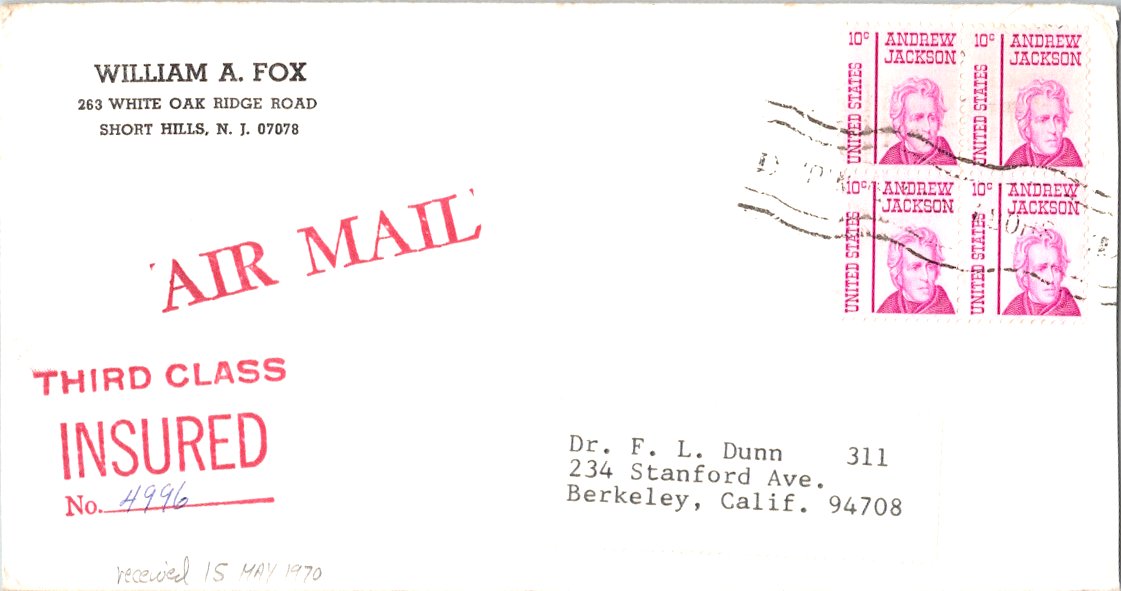 WILLIAM A. FOX
263 WHITE OAK RIDGE ROAD
SHORT HILLS, N. J. 07078
10c ANDREW JACKSON UNITED STATES
10c ANDREW JACKSON UNITED STATES
10c ANDREW JACKSON UNITED STATES
10c ANDREW JACKSON UNITED STATES
AIR MAIL
THIRD CLASS
INSURED
No. 4996
Dr. F. L. Dunn 311
234 Stanford Ave.
Berkeley, Calif. 94708
received 15 MAY 1970